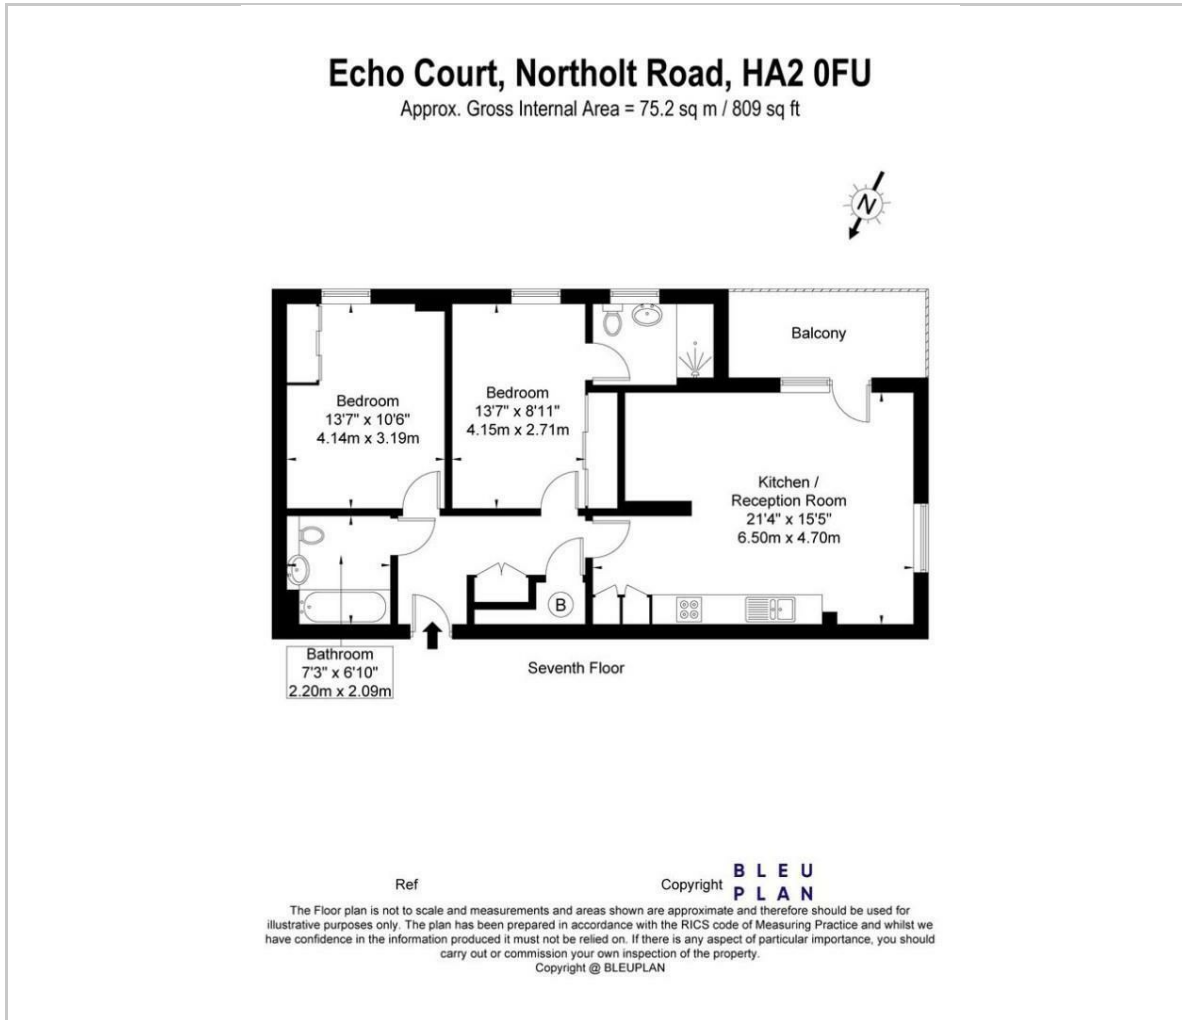 Echo Court, Northolt Road, HA2 0FU
Approx. Gross Internal Area = 75.2 sq m / 809 sq ft
N
Balcony
Bedroom
13'7" x 10'6"
4.14m x 3.19m
Bedroom
13'7" x 8'11"
4.15m x 2.71m
Kitchen /
Reception Room
21'4" x 15'5"
6.50m x 4.70m
B
Bathroom
7'3" x 6'10"
2.20m x 2.09m
Seventh Floor
Ref
Copyright
BLEU
PLAN
The Floor plan is not to scale and measurements and areas shown are approximate and therefore should be used for
illustrative purposes only. The plan has been prepared in accordance with the RICS code of Measuring Practice and whilst we
have confidence in the information produced it must not be relied on. If there is any aspect of particular importance, you should
carry out or commission your own inspection of the property.
Copyright @ BLEUPLAN